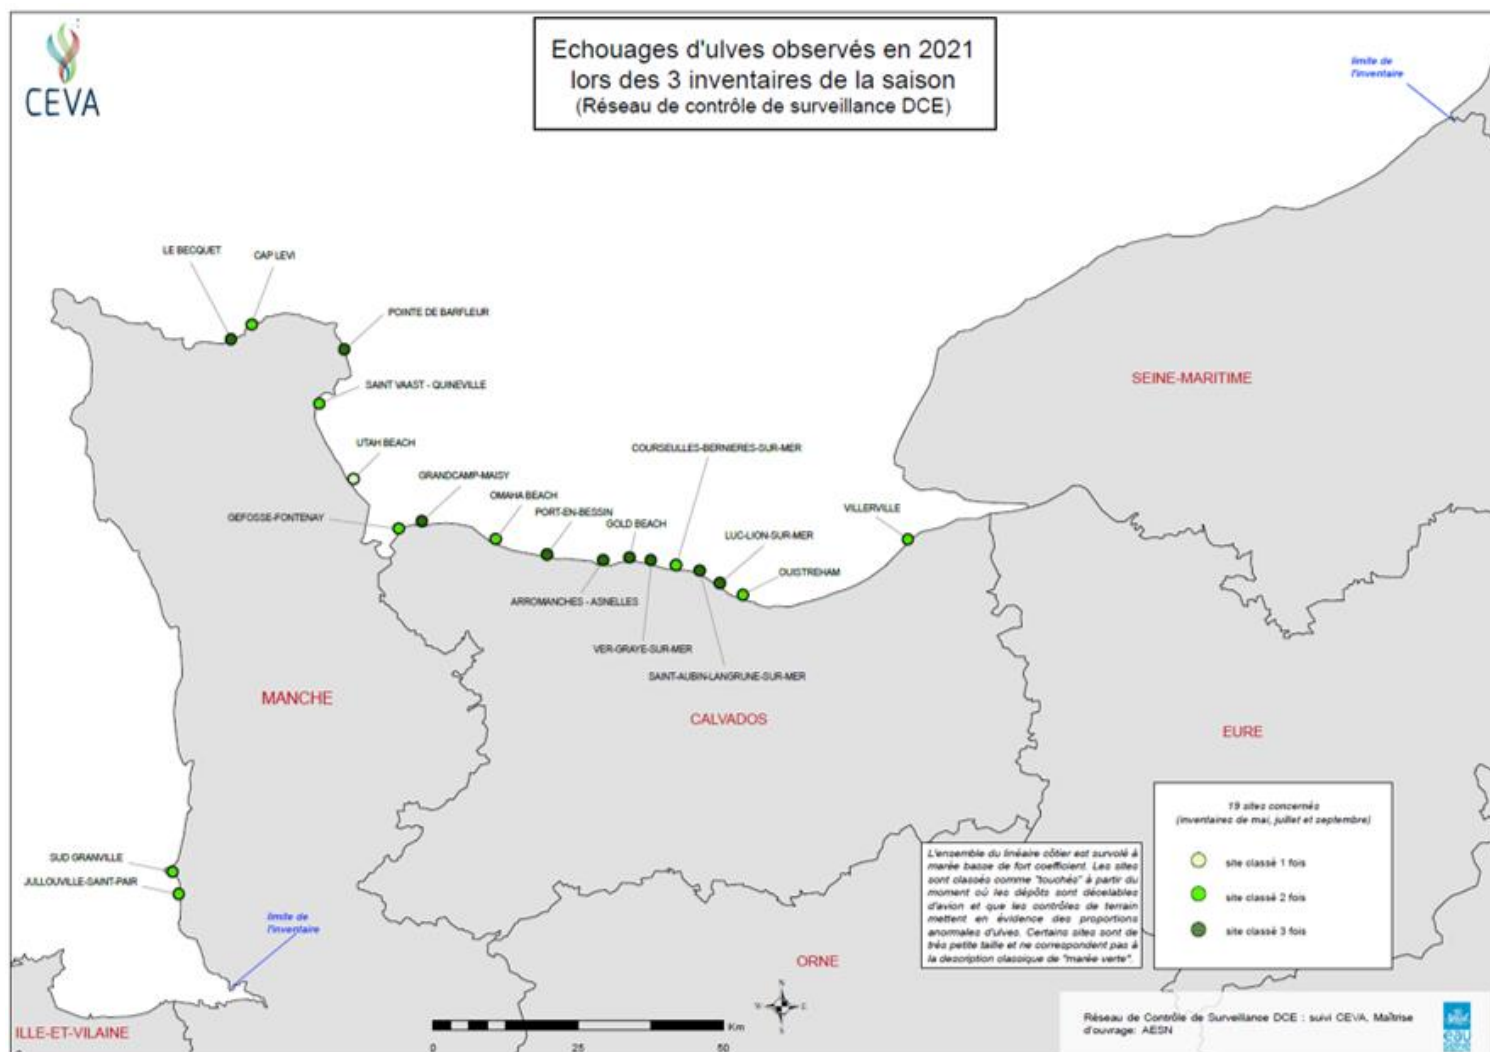 CEVA
Echouages d'ulves observés en 2021
lors des 3 inventaires de la saison
(Réseau de contrôle de surveillance DCE)
limite de
l'inventaire
LE BECQUET
CAP LEVI
POINTE DE BARFLEUR
SAINT VAAST - QUINEVILLE
SEINE-MARITIME
UTAH BEACH
COURSEULLES-BERNIERES-SUR-MER
GRANDCAMP-MAISY
OMAHA BEACH
VILLERVILLE
GEFOSSE-FONTENAY
PORT-EN-BESSIN
GOLD BEACH
LUC-LION-SUR-MER
OUISTREHAM
ARROMANCHES - ASNELLES
VER-GRAYE-SUR-MER
SAINT-AUBIN-LANGRUNE-SUR-MER
MANCHE
CALVADOS
EURE
SUD GRANVILLE
JULLOUVILLE-SAINT-PAIR
limite de
l'inventaire
L'ensemble du linéaire côtier est survolé à
marée basse de fort coefficient. Les sites
sont classés comme "touchés" à partir du
moment où les dépôts sont décelables
d'avion et que les contrôles de terrain
mettent en évidence des proportions
anormales d'ulves. Certains sites sont de
très petite taille et ne correspondent pas à
la description classique de "marée verte".
19 sites concernés
(inventaires de mai, juillet et septembre)
site classé 1 fois
site classé 2 fois
site classé 3 fois
ORNE
ILLE-ET-VILAINE
N
W
E
S
Km
0
25
50
Réseau de Contrôle de Surveillance DCE : suivi CEVA. Maîtrise
d'ouvrage: AESN
eau